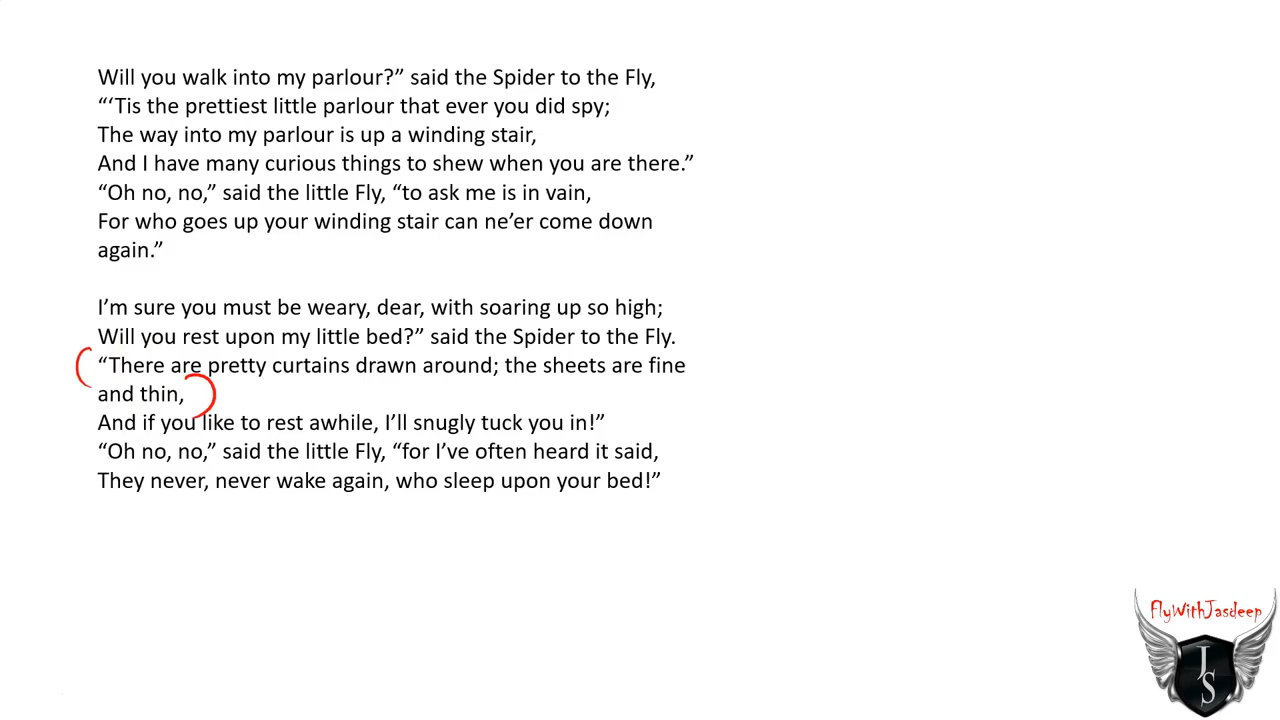 Will you walk into my parlour?” said the Spider to the Fly,
“‘Tis the prettiest little parlour that ever you did spy;
The way into my parlour is up a winding stair,
And I have many curious things to shew when you are there.”
“Oh no, no,” said the little Fly, “to ask me is in vain,
For who goes up your winding stair can ne’er come down
again.”
I’m sure you must be weary, dear, with soaring up so high;
Will you rest upon my little bed?” said the Spider to the Fly.
“There are pretty curtains drawn around; the sheets are fine
and thin,
And if you like to rest awhile, I’ll snugly tuck you in!”
“Oh no, no,” said the little Fly, “for I’ve often heard it said,
They never, never wake again, who sleep upon your bed!”
FlyWithJasdeep
JS